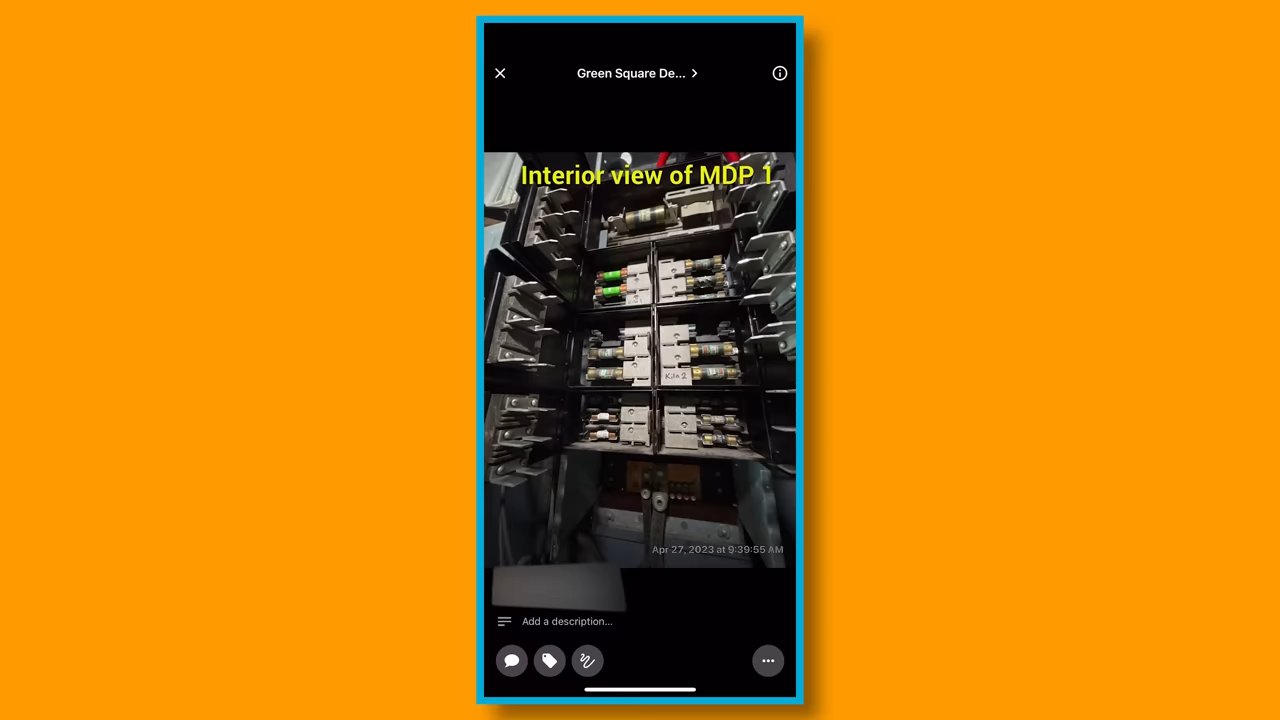 Green Square De...
Interior view of MDP 1
Kiln 2
Apr 27, 2023 at 9:39:55 AM
Add a description...